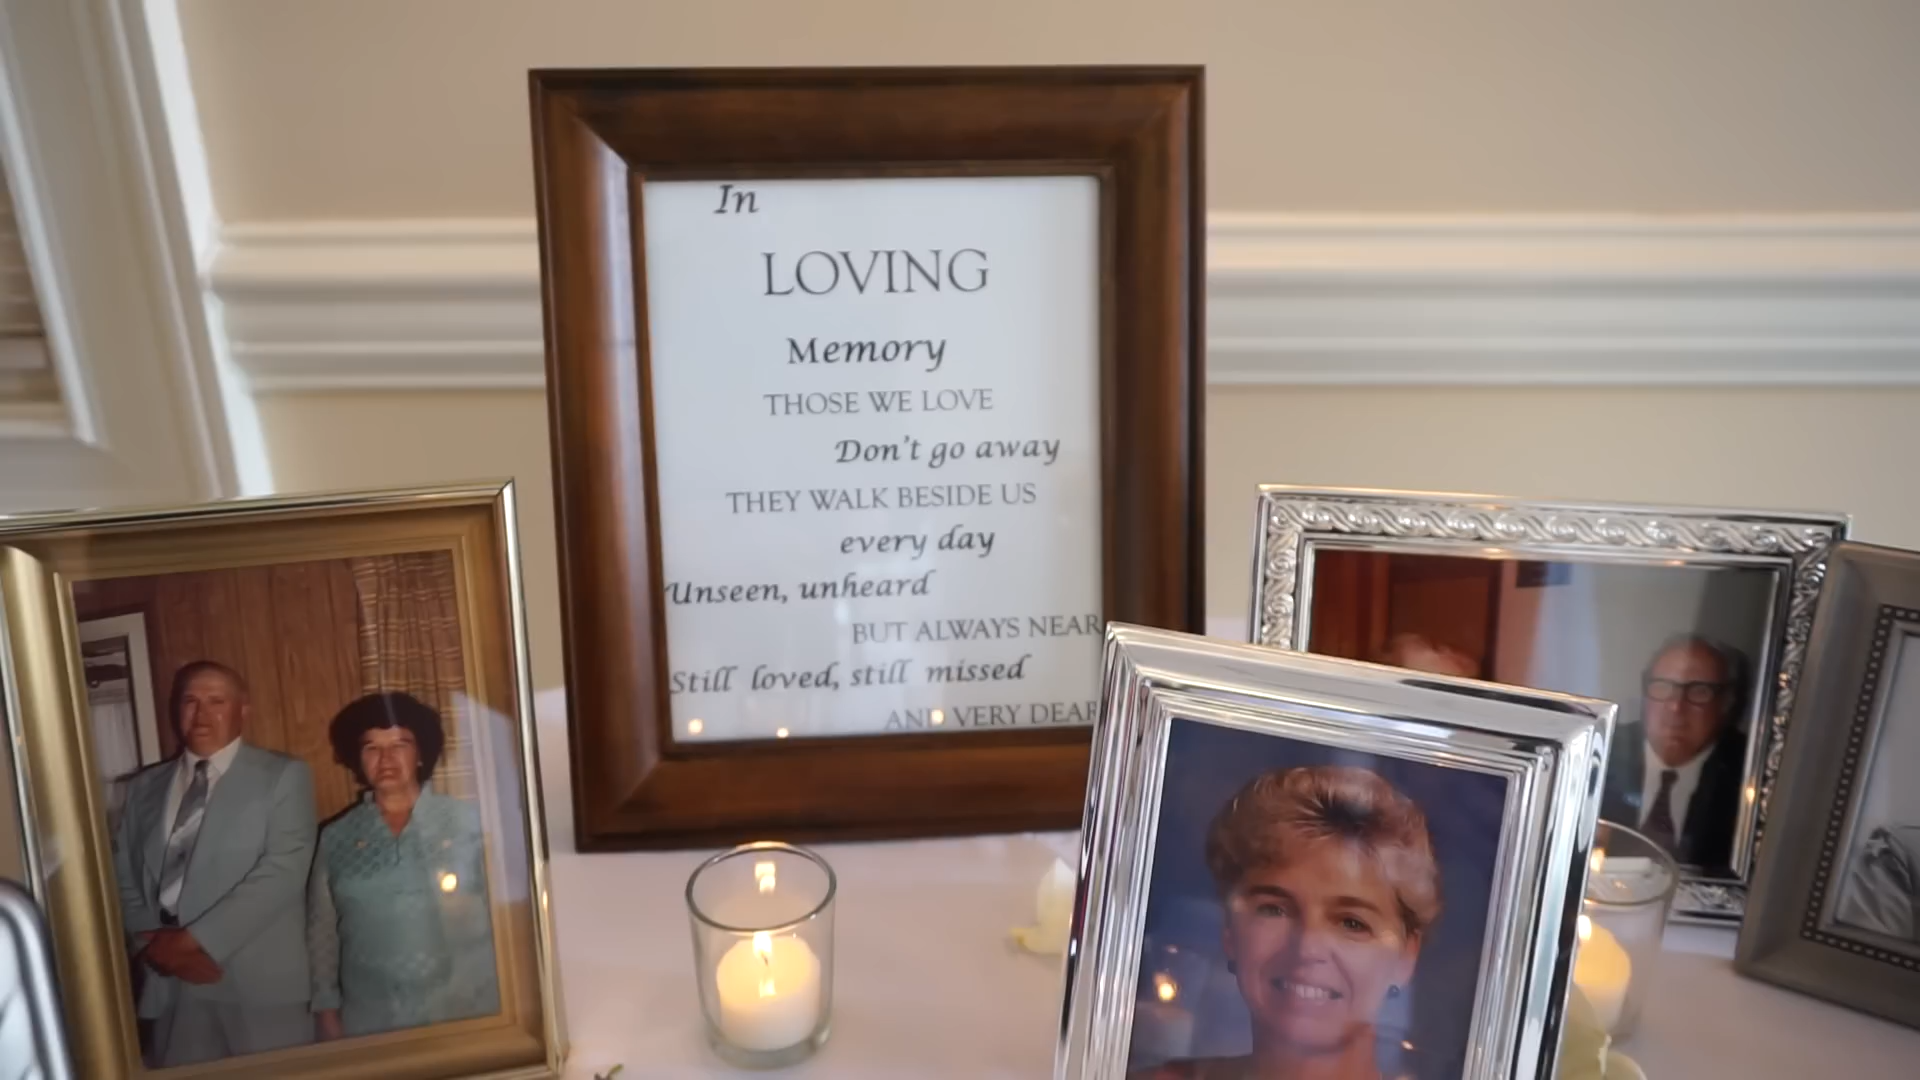 In
LOVING
Memory
THOSE WE LOVE
Don't go away
THEY WALK BESIDE US
every day
Unseen, unheard
BUT ALWAYS NEAR
Still loved, still missed
AND VERY DEAR